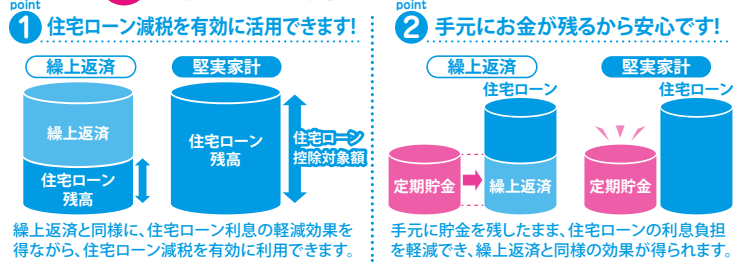 point
1 住宅ローン減税を有効に活用できます!
繰上返済
堅実家計
繰上返済
住宅ローン
残高
住宅ローン
残高
住宅ローン
控除対象額
繰上返済と同様に、住宅ローン利息の軽減効果を
得ながら、住宅ローン減税を有効に利用できます。
point
2 手元にお金が残るから安心です!
繰上返済
堅実家計
住宅ローン
住宅ローン
定期貯金
繰上返済
定期貯金
手元に貯金を残したまま、住宅ローンの利息負担
を軽減でき、繰上返済と同様の効果が得られます。